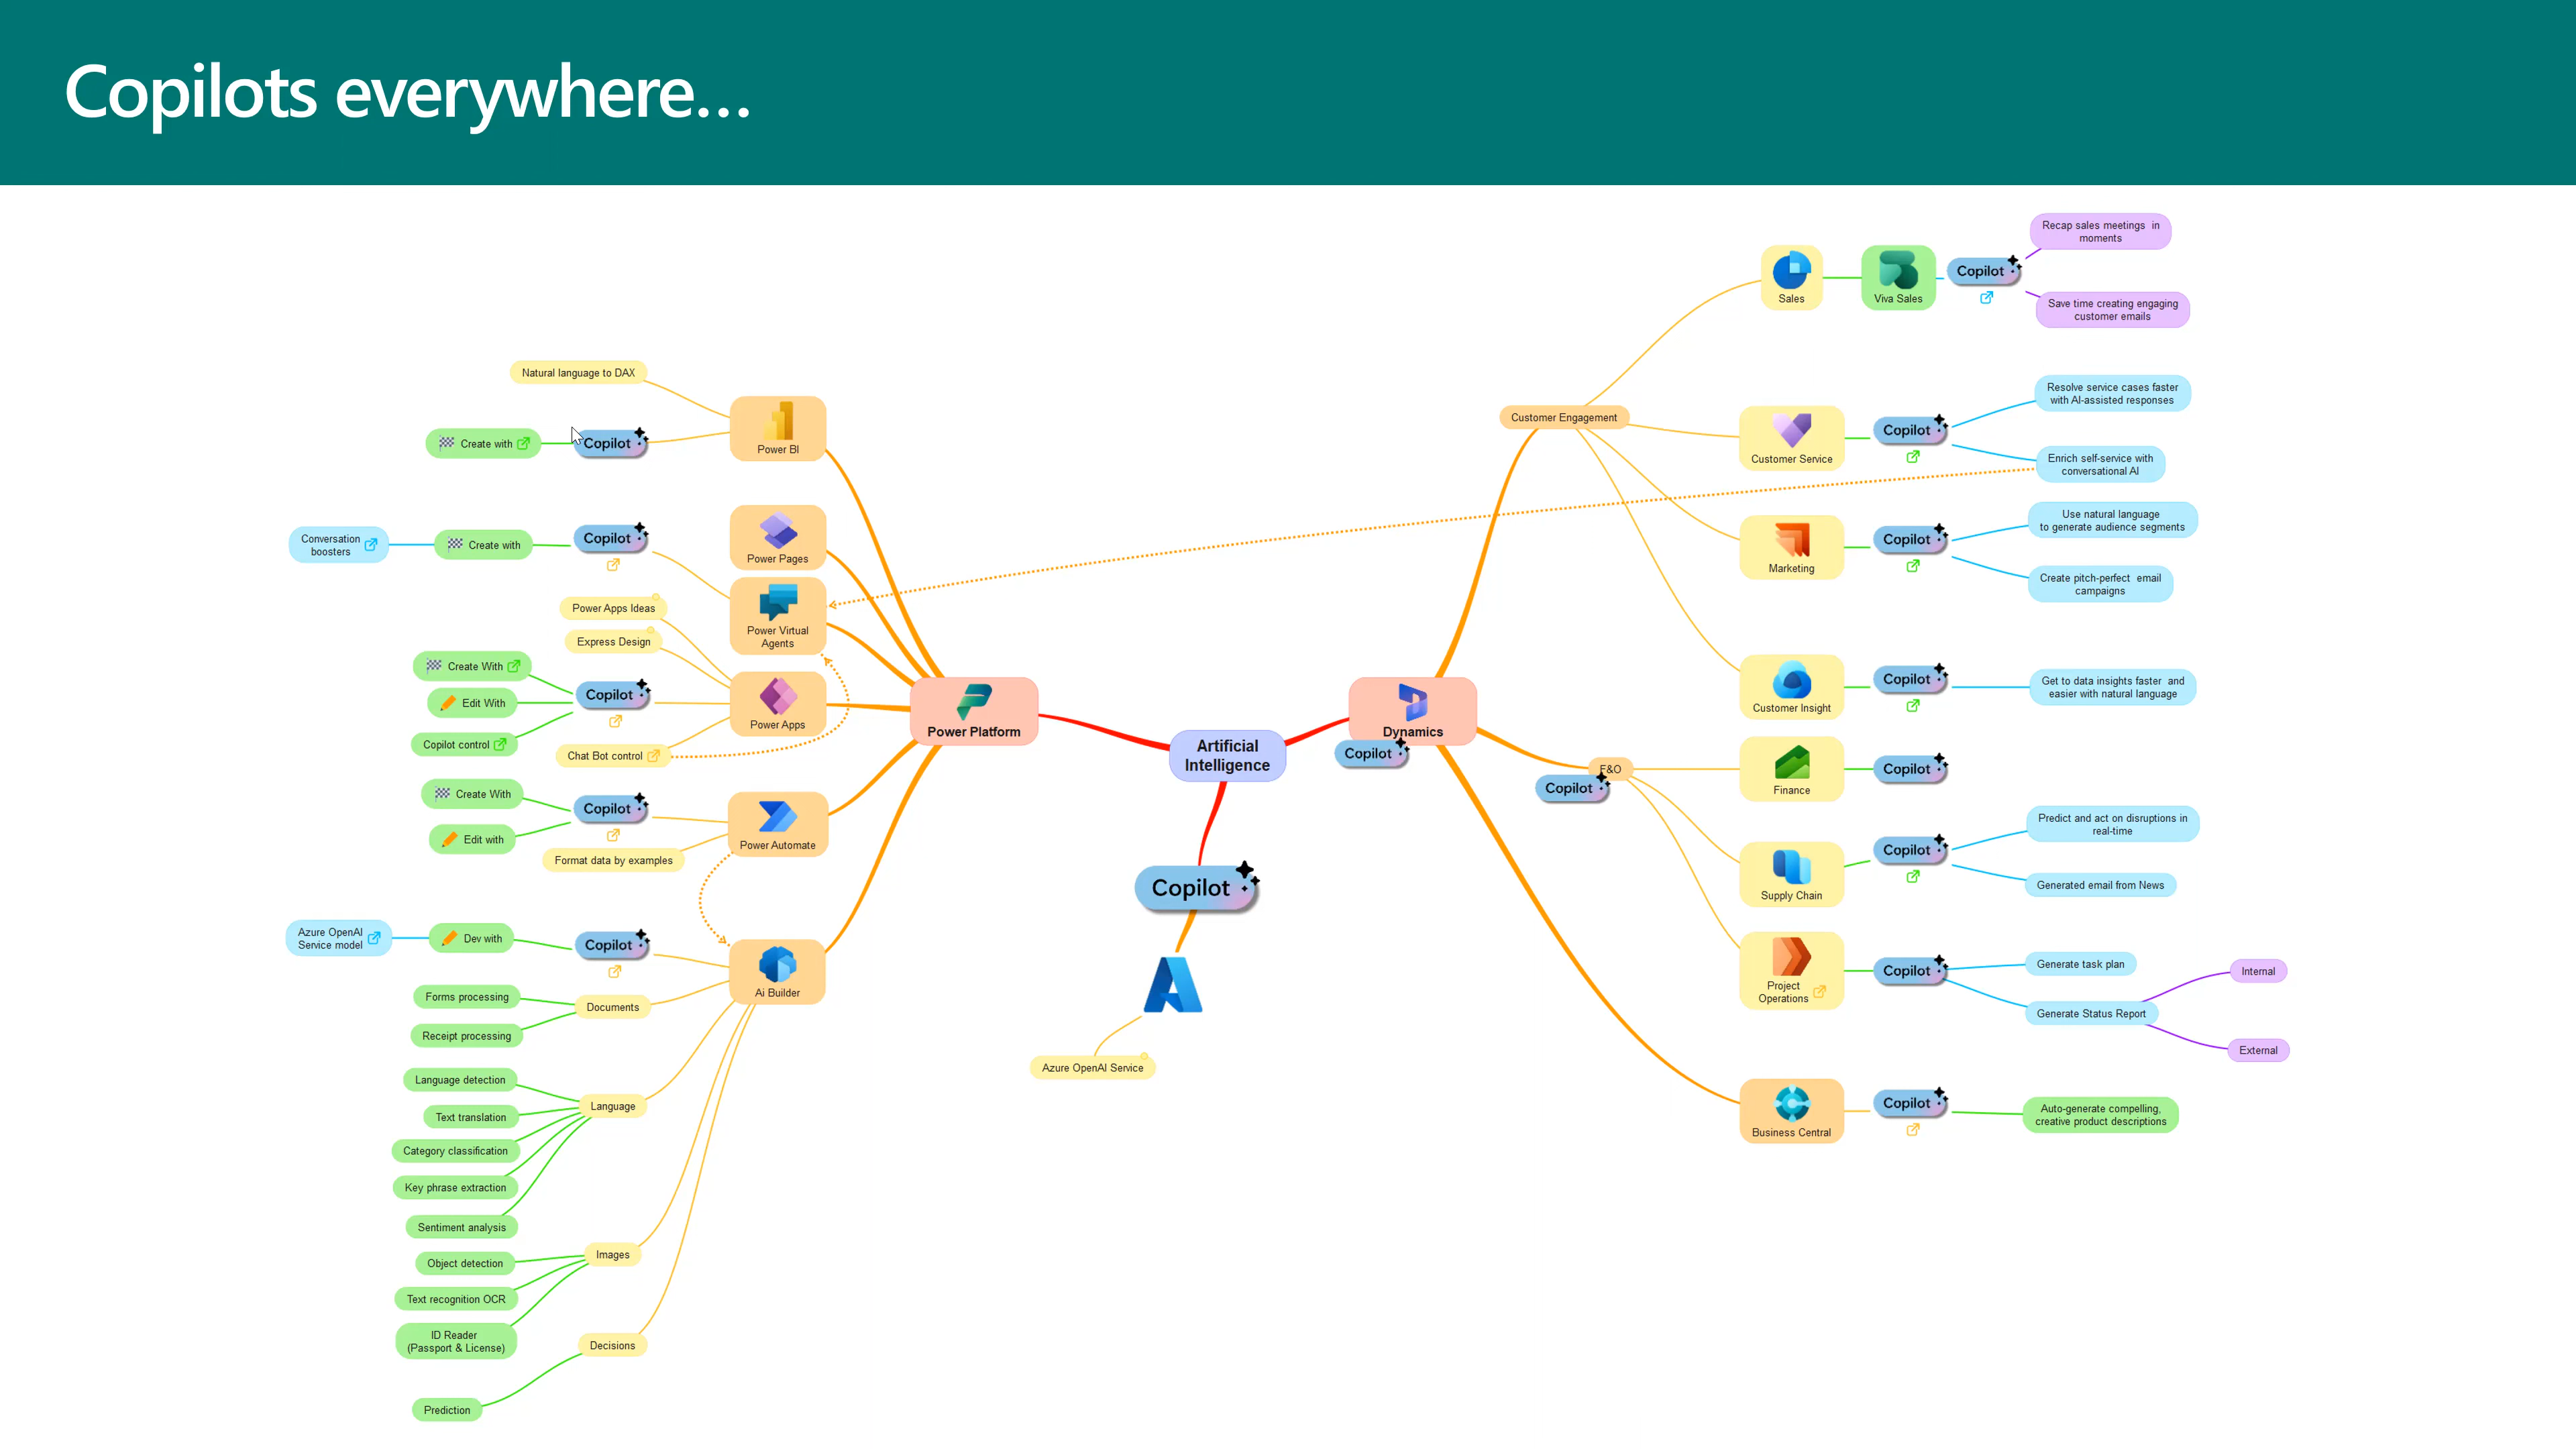 Copilots everywhere...
Natural language to DAX
Create with
Copilot
Power BI
Conversation
boosters
Create with
Copilot
Power Pages
Power Virtual
Agents
Power Apps Ideas
Express Design
Create With
Edit With
Copilot control
Copilot
Power Apps
Chat Bot control
Create With
Edit with
Copilot
Power Automate
Format data by examples
Azure OpenAI
Service model
Dev with
Copilot
Ai Builder
Forms processing
Receipt processing
Documents
Language detection
Text translation
Category classification
Key phrase extraction
Sentiment analysis
Language
Object detection
Text recognition OCR
ID Reader
(Passport & License)
Images
Decisions
Prediction
Power Platform
Artificial
Intelligence
Copilot
Azure OpenAI Service
Dynamics
Copilot
Customer Engagement
Sales
Viva Sales
Copilot
Recap sales meetings in
moments
Save time creating engaging
customer emails
Customer Service
Copilot
Resolve service cases faster
with AI-assisted responses
Enrich self-service with
conversational AI
Marketing
Copilot
Use natural language
to generate audience segments
Create pitch-perfect email
campaigns
Customer Insight
Copilot
Get to data insights faster and
easier with natural language
F&O
Copilot
Finance
Copilot
Supply Chain
Copilot
Predict and act on disruptions in
real-time
Generated email from News
Project
Operations
Copilot
Generate task plan
Generate Status Report
Internal
External
Business Central
Copilot
Auto-generate compelling,
creative product descriptions